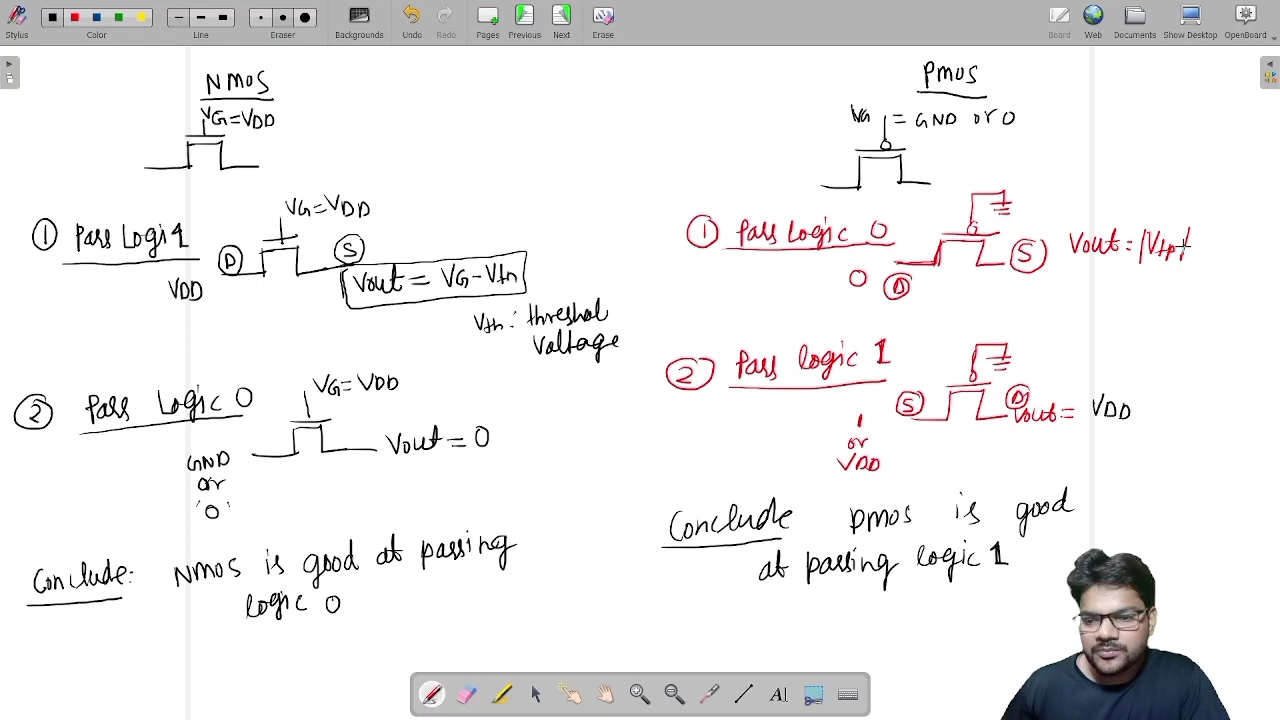 Stylus
Color
Line
Eraser
Backgrounds
Undo
Redo
Pages
Previous
Next
Erase
Board
Web
Documents
Show Desktop
OpenBoard
NMOS
VG=VDD
① Pass Logi1
VG=VDD
D
S
VDD
Vout = VG-Vtn
Vth: threshol
voltage
② Pass Logic 0
VG=VDD
GND
or
'0'
Vout = 0
Conclude: NMOS is good at passing
logic 0
PMOS
VG = GND or 0
① Pass Logic 0
0
D
S
Vout = |Vtp|
② Pass logic 1
S
D
1
or
VDD
Vout = VDD
Conclude PMOS is good
at passing logic 1
AI